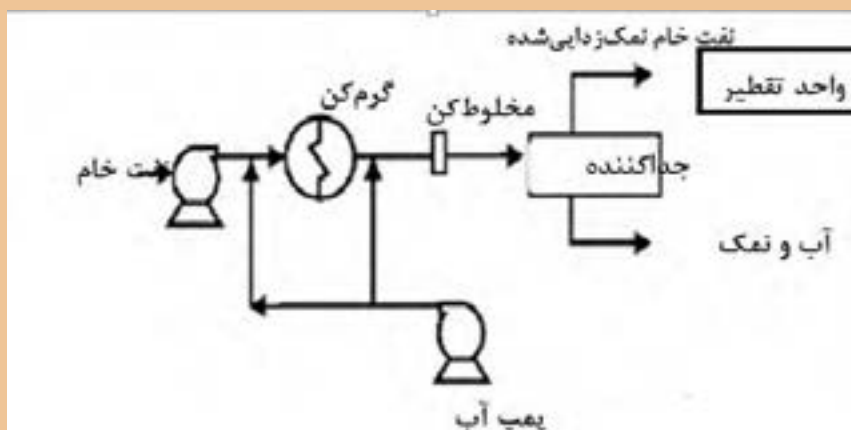 نفت خام نمک‌زدایی‌شده
واحد تقطیر
گرم‌کن
مخلوط‌کن
نفت خام
جداکننده
آب و نمک
پمپ آب